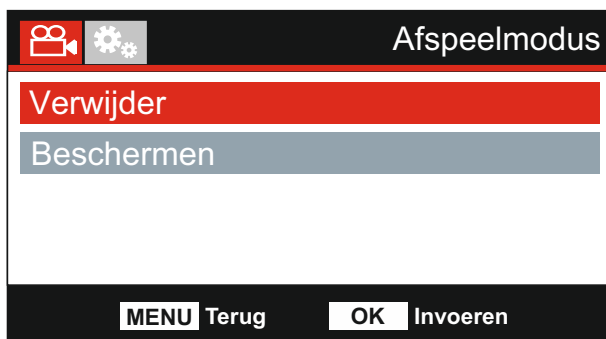 Afspeelmodus
Verwijder
Beschermen
MENU Terug OK Invoeren